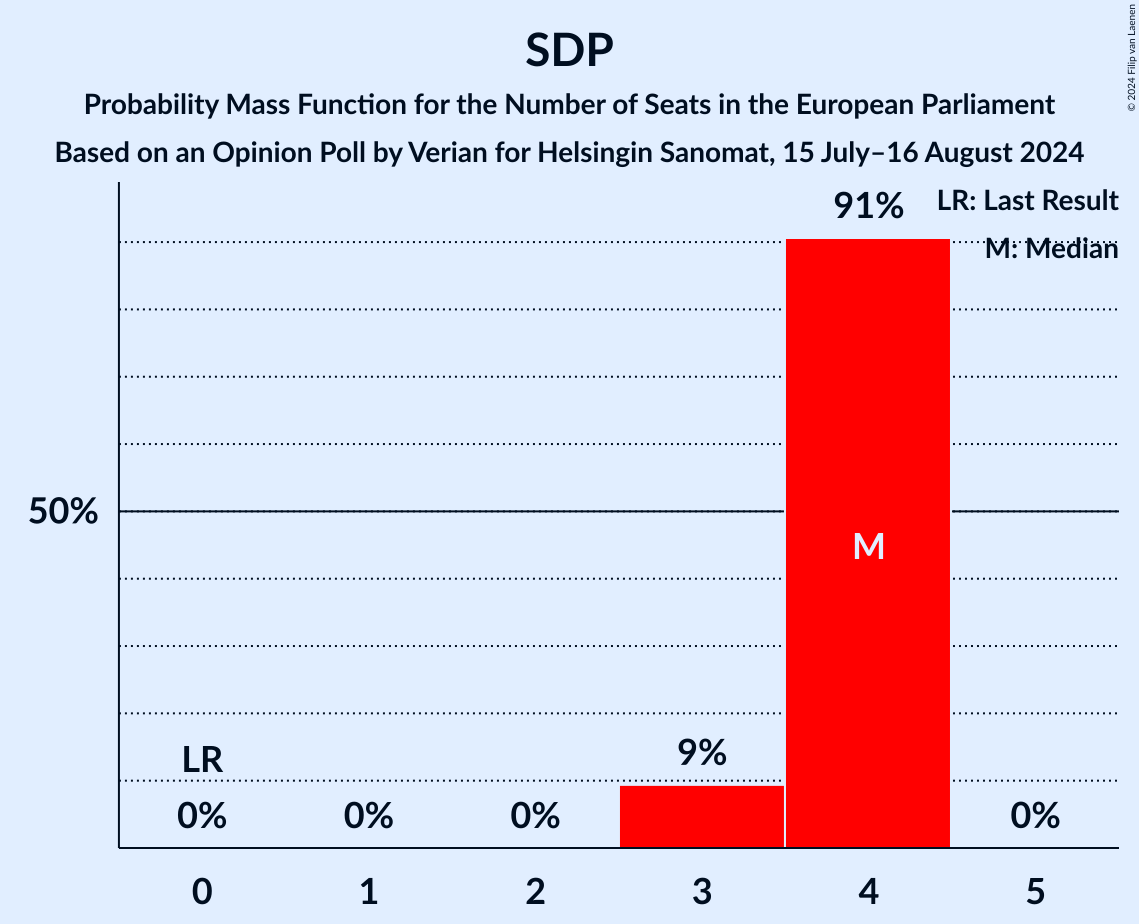 SDP
Probability Mass Function for the Number of Seats in the European Parliament
Based on an Opinion Poll by Verian for Helsingin Sanomat, 15 July–16 August 2024
© 2024 Filip van Laenen
LR: Last Result
M: Median
91%
50%
M
LR
9%
0% 0% 0% 0%
0 1 2 3 4 5